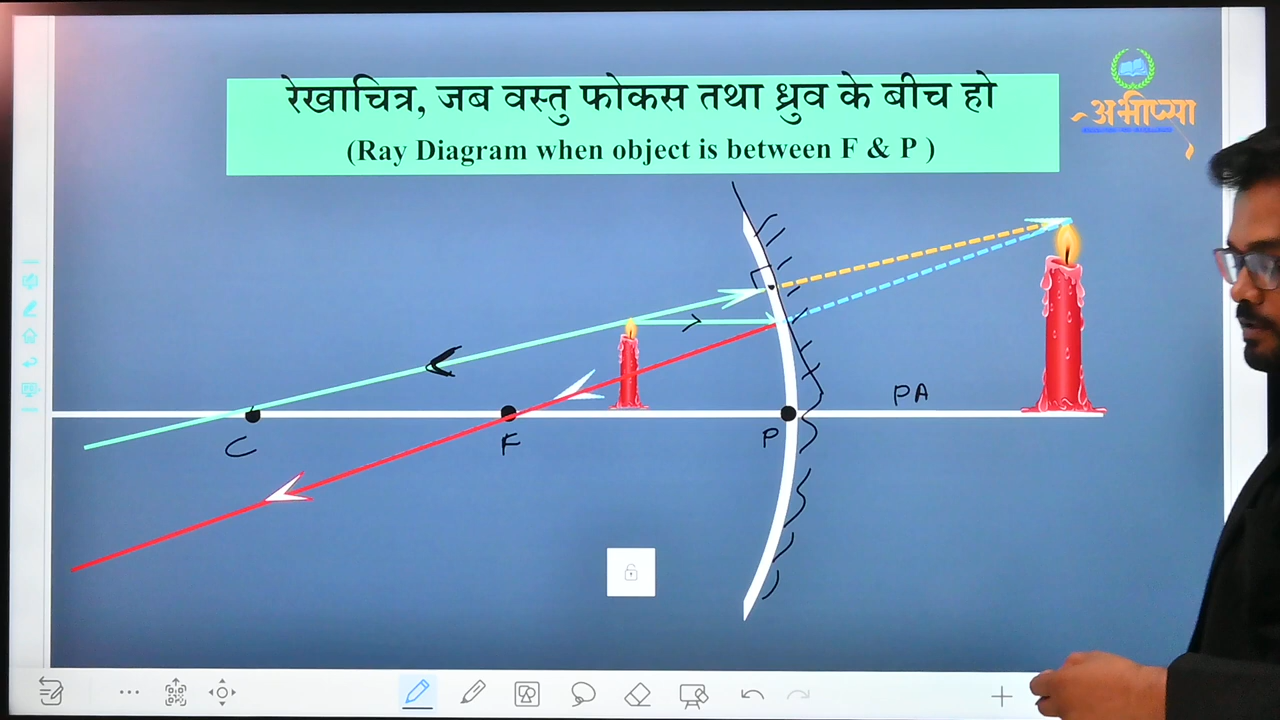 रेखाचित्र, जब वस्तु फोकस तथा ध्रुव के बीच हो
(Ray Diagram when object is between F & P )
अभीप्सा
PA
C
F
P